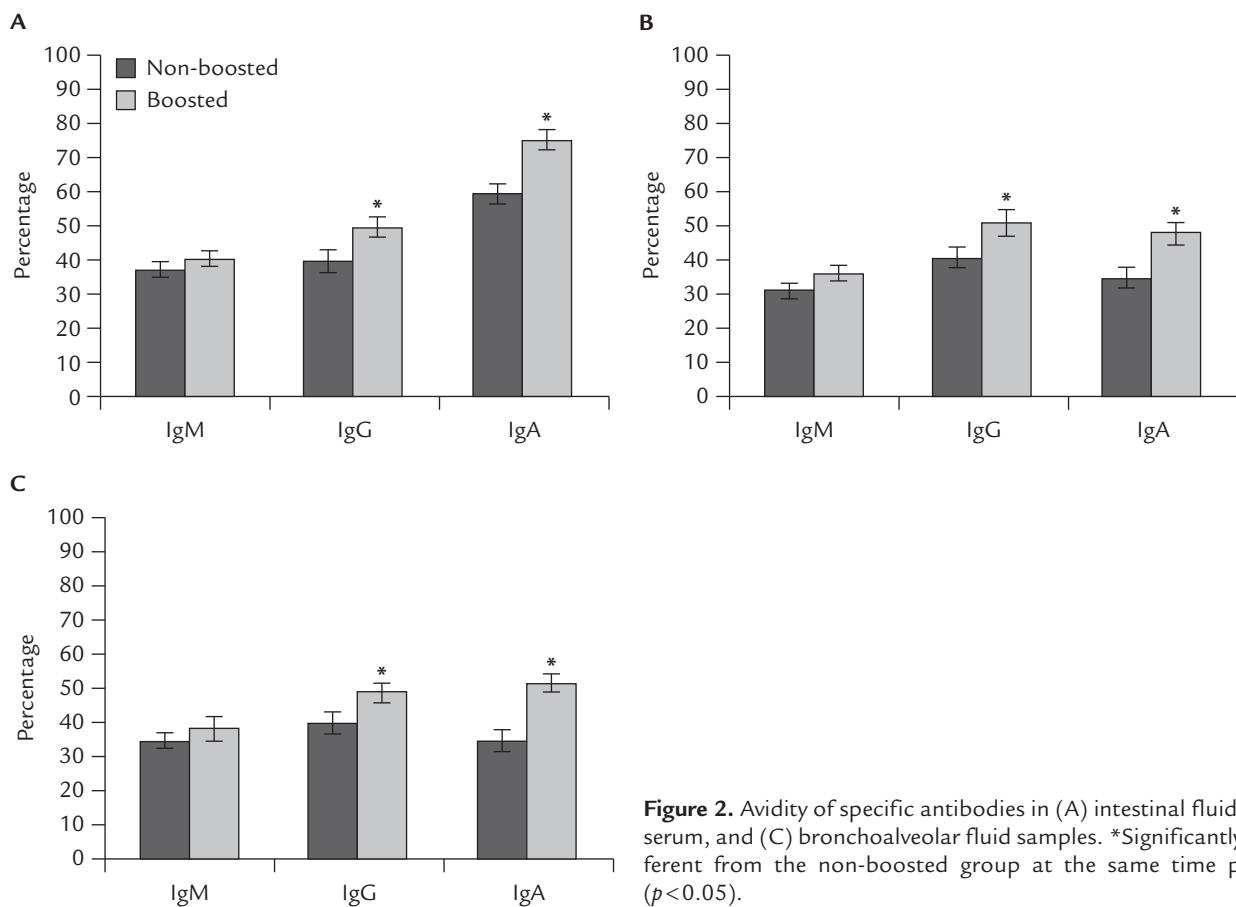 A
Percentage
100
90
80
70
60
50
40
30
20
10
0
Non-boosted
Boosted
*
*
IgM IgG IgA
B
Percentage
100
90
80
70
60
50
40
30
20
10
0
*
*
IgM IgG IgA
C
Percentage
100
90
80
70
60
50
40
30
20
10
0
*
*
IgM IgG IgA
Figure 2. Avidity of specific antibodies in (A) intestinal fluid
serum, and (C) bronchoalveolar fluid samples. *Significantly
ferent from the non-boosted group at the same time p
(p<0.05).